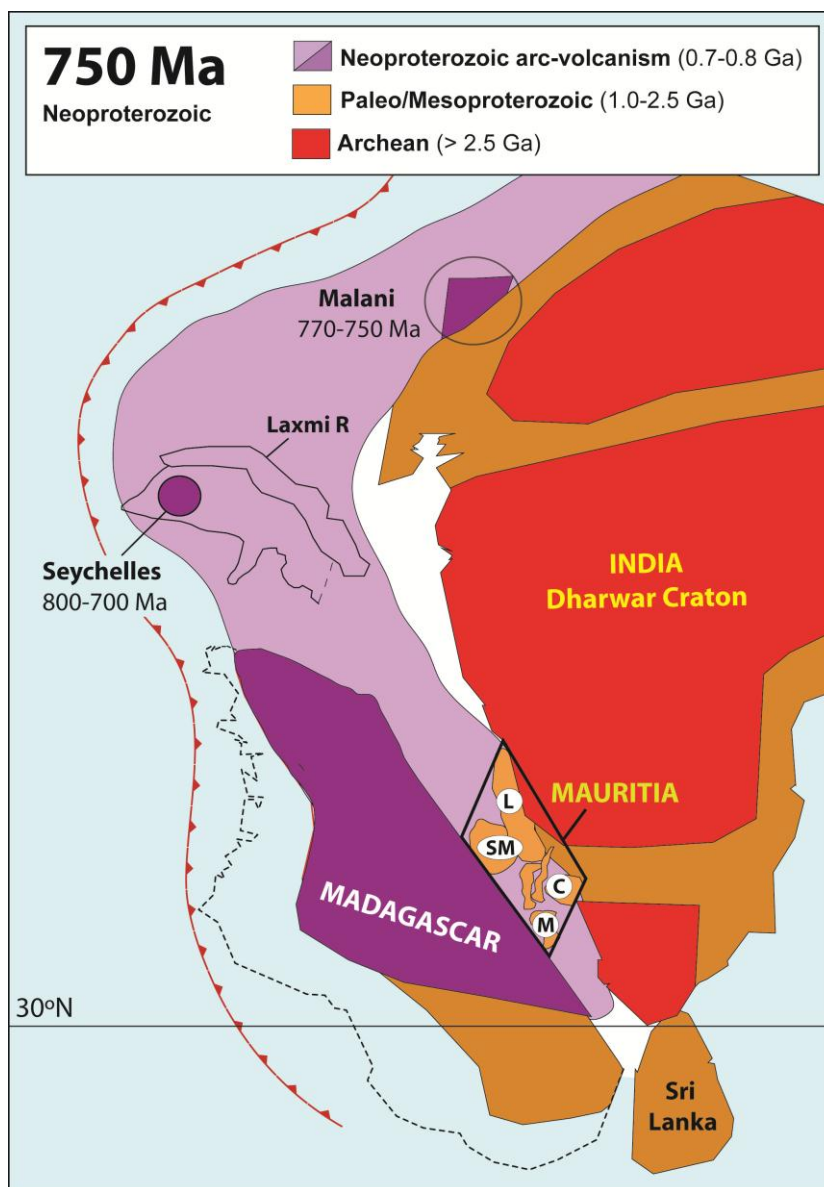 750 Ma
Neoproterozoic
Neoproterozoic arc-volcanism (0.7-0.8 Ga)
Paleo/Mesoproterozoic (1.0-2.5 Ga)
Archean (> 2.5 Ga)
Malani
770-750 Ma
Laxmi R
Seychelles
800-700 Ma
INDIA
Dharwar Craton
MAURITIA
L
SM
C
M
MADAGASCAR
30ºN
Sri
Lanka